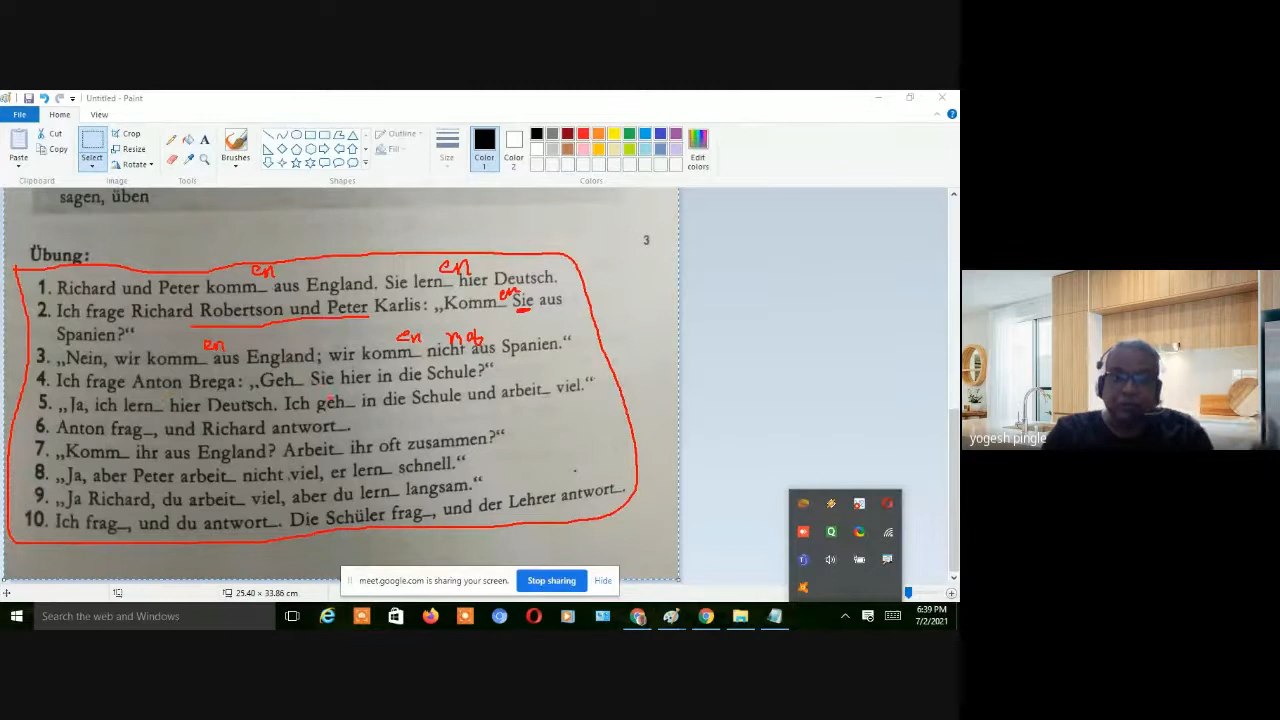 Untitled - Paint
File
Home
View
Paste
Cut
Copy
Select
Crop
Resize
Rotate
Brushes
Outline
Fill
Size
Color 1
Color 2
Edit colors
Clipboard
Image
Tools
Shapes
Colors
sagen, üben
3
Übung:
en en
1. Richard und Peter komm_ aus England. Sie lern_ hier Deutsch.
en
2. Ich frage Richard Robertson und Peter Karlis: „Komm_ Sie aus
Spanien?“
en en not
3. „Nein, wir komm_ aus England; wir komm_ nicht aus Spanien.“
4. Ich frage Anton Brega: „Geh_ Sie hier in die Schule?“
5. „Ja, ich lern_ hier Deutsch. Ich geh_ in die Schule und arbeit_ viel.“
6. Anton frag_, und Richard antwort_.
7. „Komm_ ihr aus England? Arbeit_ ihr oft zusammen?“
8. „Ja, aber Peter arbeit_ nicht viel, er lern_ schnell.“
9. „Ja Richard, du arbeit_ viel, aber du lern_ langsam.“
10. Ich frag_, und du antwort_. Die Schüler frag_, und der Lehrer antwort_.
yogesh pingle
meet.google.com is sharing your screen.
Stop sharing
Hide
25.40 × 33.86 cm
Search the web and Windows
6:39 PM
7/2/2021